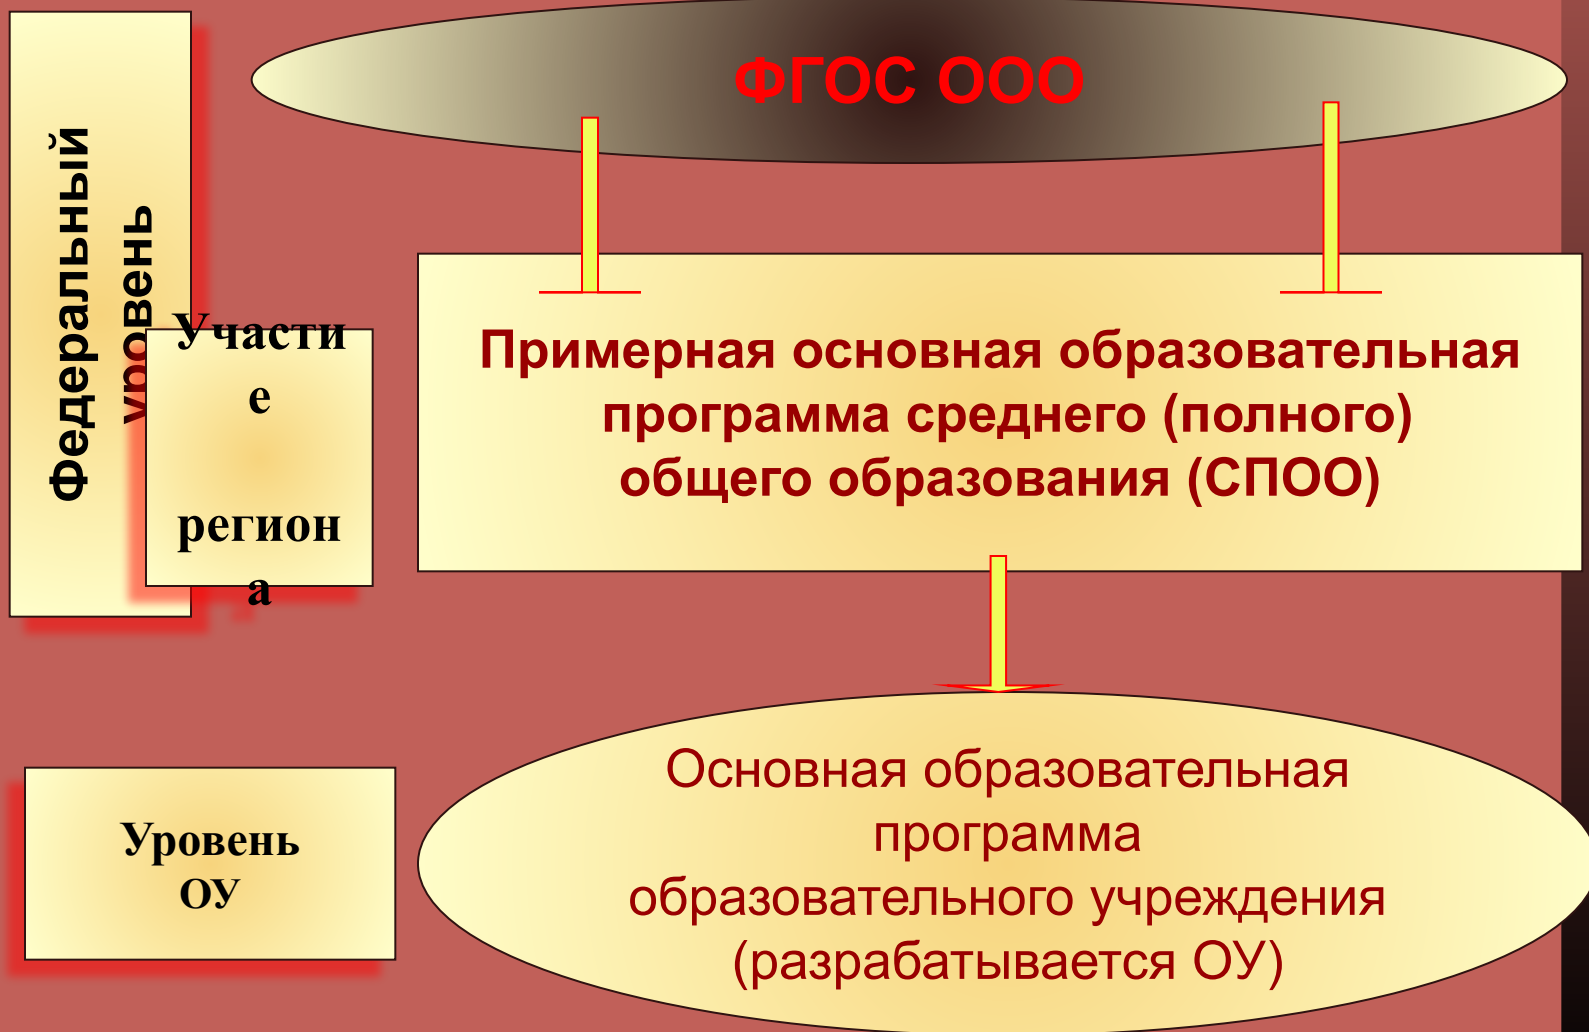 ФГОС ООО
Федеральный
уровень
Участи
е
регион
а
Примерная основная образовательная
программа среднего (полного)
общего образования (СПОО)
Уровень
ОУ
Основная образовательная
программа
образовательного учреждения
(разрабатывается ОУ)